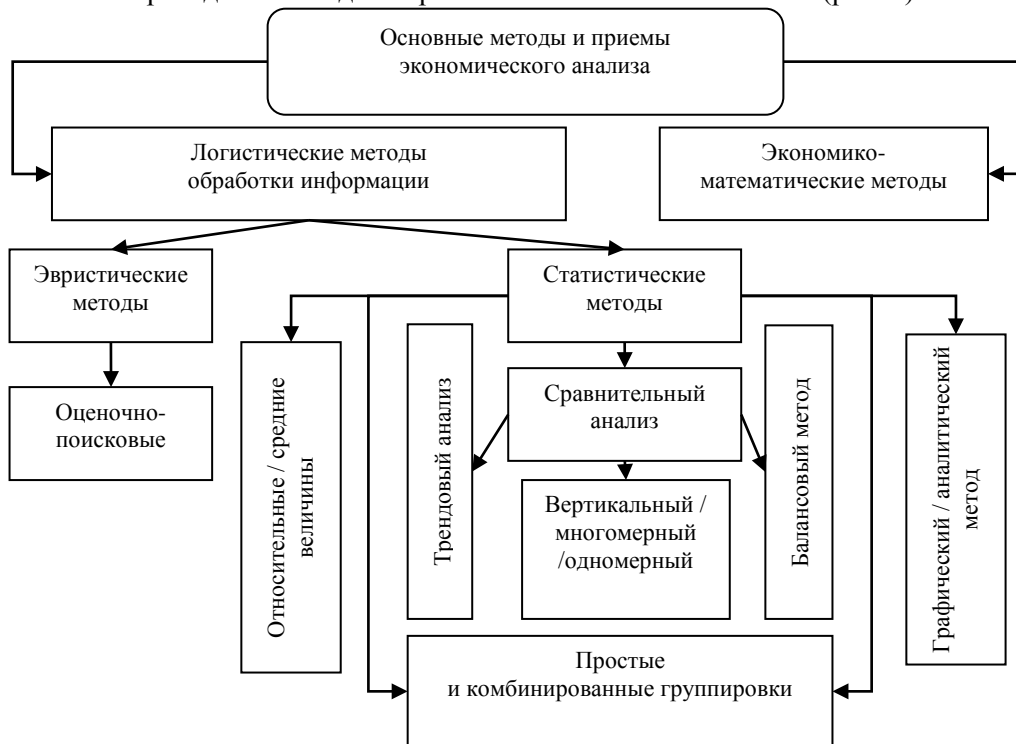 Основные методы и приемы
экономического анализа
Логистические методы
обработки информации
Экономико-
математические методы
Эвристические
методы
Статистические
методы
Оценочно-
поисковые
Относительные / средние
величины
Трендовый анализ
Сравнительный
анализ
Вертикальный /
многомерный
/одномерный
Балансовый метод
Графический / аналитический
метод
Простые
и комбинированные группировки